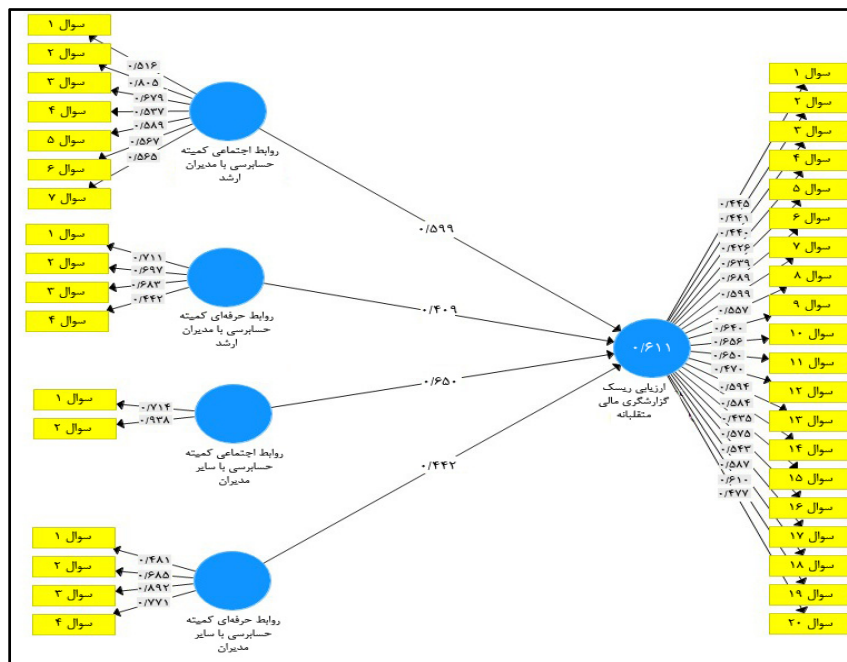 سوال ۱
سوال ۲
سوال ۳
سوال ۴
سوال ۵
سوال ۶
سوال ۷
۰/۵۱۶
۰/۸۰۵
۰/۶۷۹
۰/۵۳۷
۰/۵۸۹
۰/۵۶۷
۰/۵۶۵
روابط اجتماعی کمیته
حسابرسی با مدیران
ارشد
۰/۵۹۹
سوال ۱
سوال ۲
سوال ۳
سوال ۴
۰/۷۱۱
۰/۶۹۷
۰/۶۸۳
۰/۴۴۲
روابط حرفه‌ای کمیته
حسابرسی با مدیران
ارشد
۰/۴۰۹
سوال ۱
سوال ۲
۰/۷۱۴
۰/۹۳۸
روابط اجتماعی کمیته
حسابرسی با سایر
مدیران
۰/۶۵۰
سوال ۱
سوال ۲
سوال ۳
سوال ۴
۰/۴۸۱
۰/۶۸۵
۰/۸۹۲
۰/۷۷۱
روابط حرفه‌ای کمیته
حسابرسی با سایر
مدیران
۰/۴۴۲
۰/۶۱۱
ارزیابی ریسک
گزارشگری مالی
متقلبانه
۰/۴۴۵
۰/۴۴۱
۰/۴۴۰
۰/۴۲۶
۰/۶۳۹
۰/۶۸۹
۰/۵۹۹
۰/۵۵۷
۰/۶۴۰
۰/۶۵۶
۰/۶۵۰
۰/۴۷۰
۰/۵۹۴
۰/۵۸۴
۰/۴۳۵
۰/۵۷۵
۰/۵۴۳
۰/۵۸۷
۰/۶۱۰
۰/۴۷۷
سوال ۱
سوال ۲
سوال ۳
سوال ۴
سوال ۵
سوال ۶
سوال ۷
سوال ۸
سوال ۹
سوال ۱۰
سوال ۱۱
سوال ۱۲
سوال ۱۳
سوال ۱۴
سوال ۱۵
سوال ۱۶
سوال ۱۷
سوال ۱۸
سوال ۱۹
سوال ۲۰